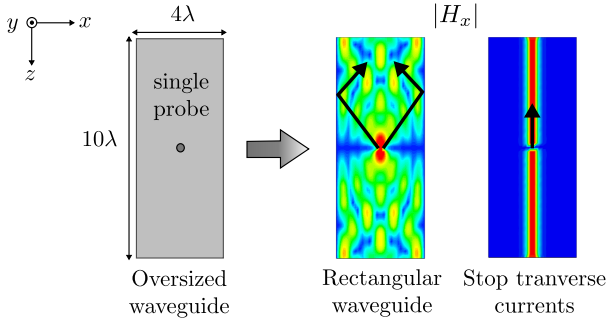 y
x
z
4λ
10λ
single
probe
Oversized
waveguide
|Hₓ|
Rectangular
waveguide
Stop tranverse
currents